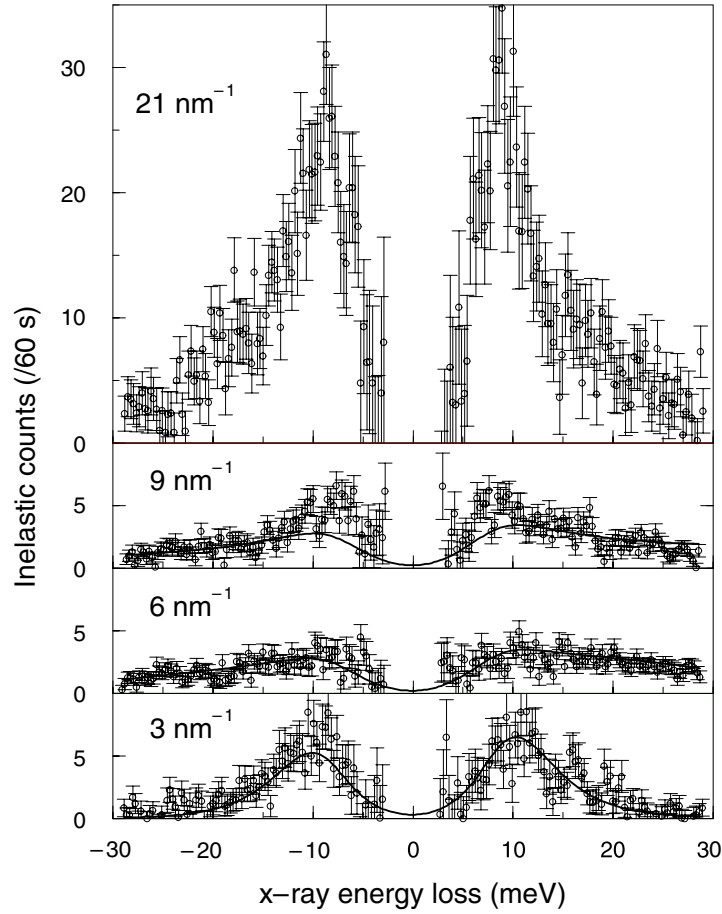 30
21 nm⁻¹
20
10
0
9 nm⁻¹
5
0
6 nm⁻¹
5
0
3 nm⁻¹
5
0
Inelastic counts (/60 s)
−30 −20 −10 0 10 20 30
x−ray energy loss (meV)